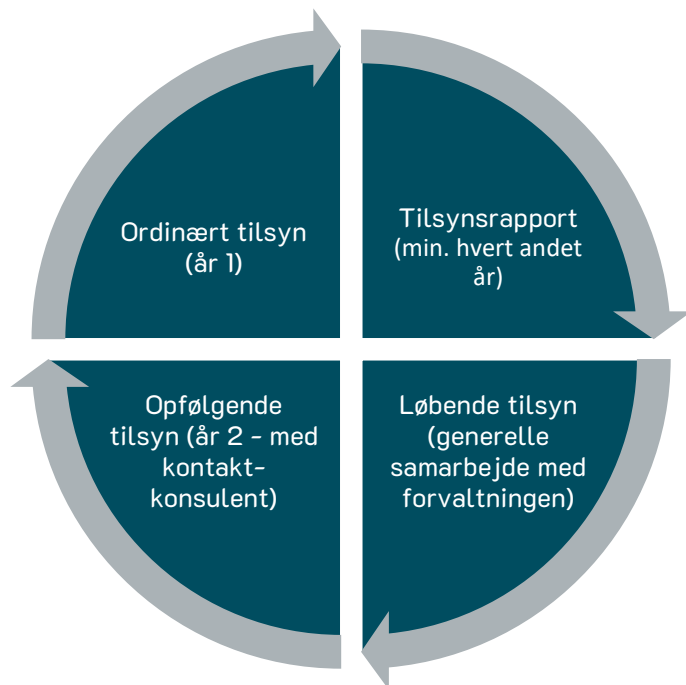 Ordinært tilsyn
(år 1)
Tilsynsrapport
(min. hvert andet
år)
Opfølgende
tilsyn (år 2 - med
kontakt-
konsulent)
Løbende tilsyn
(generelle
samarbejde med
forvaltningen)